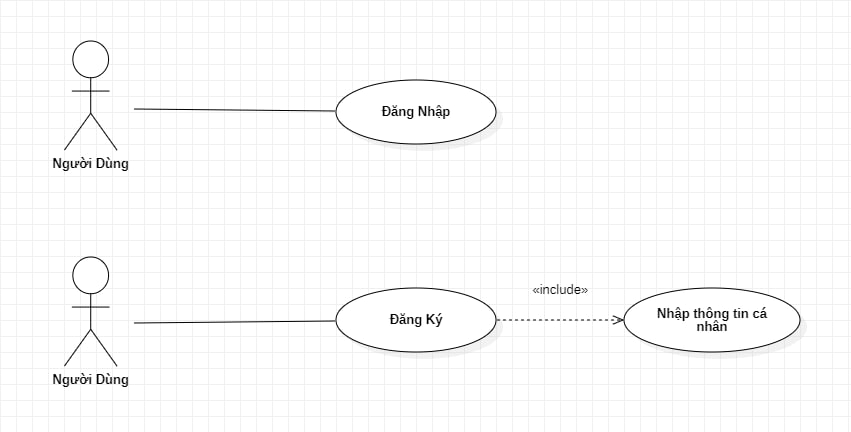 Đăng Nhập
Người Dùng
«include»
Đăng Ký
Nhập thông tin cá
nhân
Người Dùng